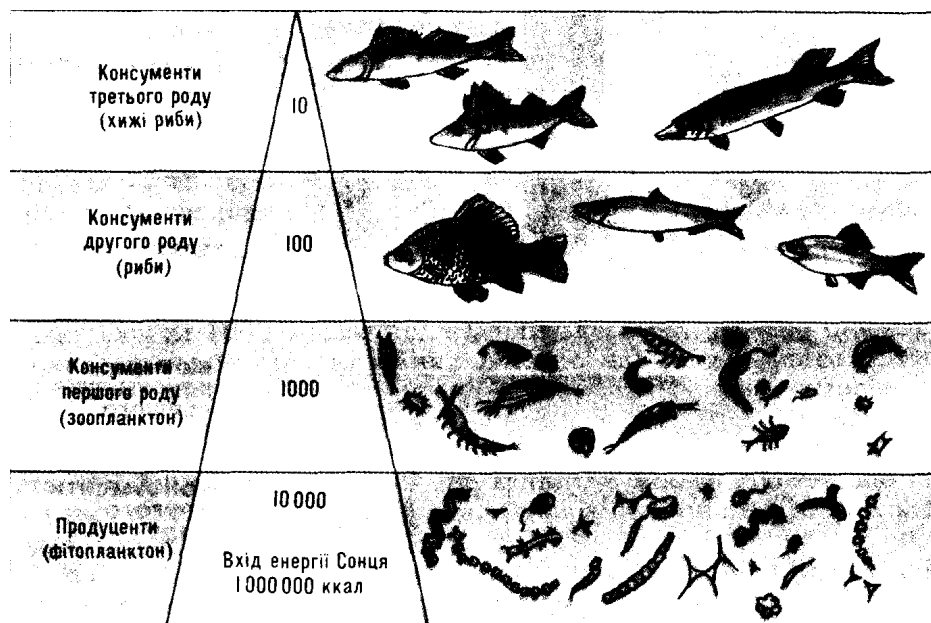 Консументи
третього роду
(хижі риби)
10
Консументи
другого роду
(риби)
100
Консументи
першого роду
(зоопланктон)
1000
Продуценти
(фітопланктон)
10 000
Вхід енергії Сонця
1 000 000 ккал